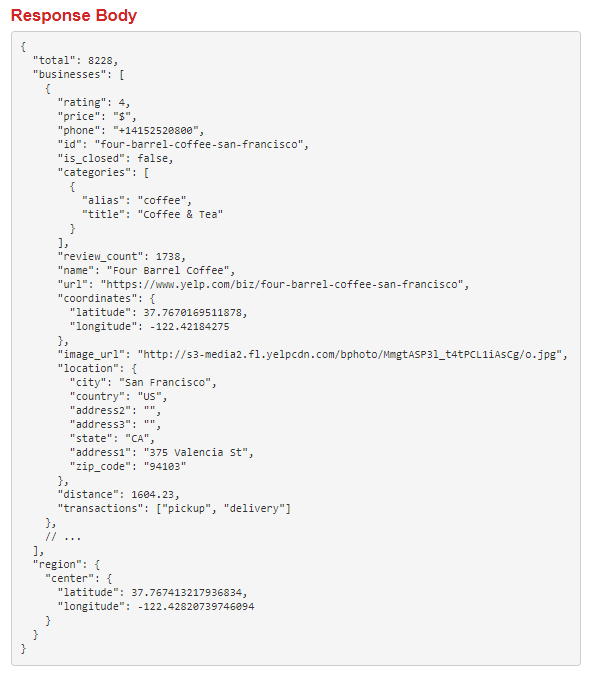 Response Body
{
  "total": 8228,
  "businesses": [
    {
      "rating": 4,
      "price": "$",
      "phone": "+14152520800",
      "id": "four-barrel-coffee-san-francisco",
      "is_closed": false,
      "categories": [
        {
          "alias": "coffee",
          "title": "Coffee & Tea"
        }
      ],
      "review_count": 1738,
      "name": "Four Barrel Coffee",
      "url": "https://www.yelp.com/biz/four-barrel-coffee-san-francisco",
      "coordinates": {
        "latitude": 37.7670169511878,
        "longitude": -122.42184275
      },
      "image_url": "http://s3-media2.fl.yelpcdn.com/bphoto/MmgtASP3l_t4tPCL1iAsCg/o.jpg",
      "location": {
        "city": "San Francisco",
        "country": "US",
        "address2": "",
        "address3": "",
        "state": "CA",
        "address1": "375 Valencia St",
        "zip_code": "94103"
      },
      "distance": 1604.23,
      "transactions": ["pickup", "delivery"]
    },
    // ...
  ],
  "region": {
    "center": {
      "latitude": 37.767413217936834,
      "longitude": -122.42820739746094
    }
  }
}